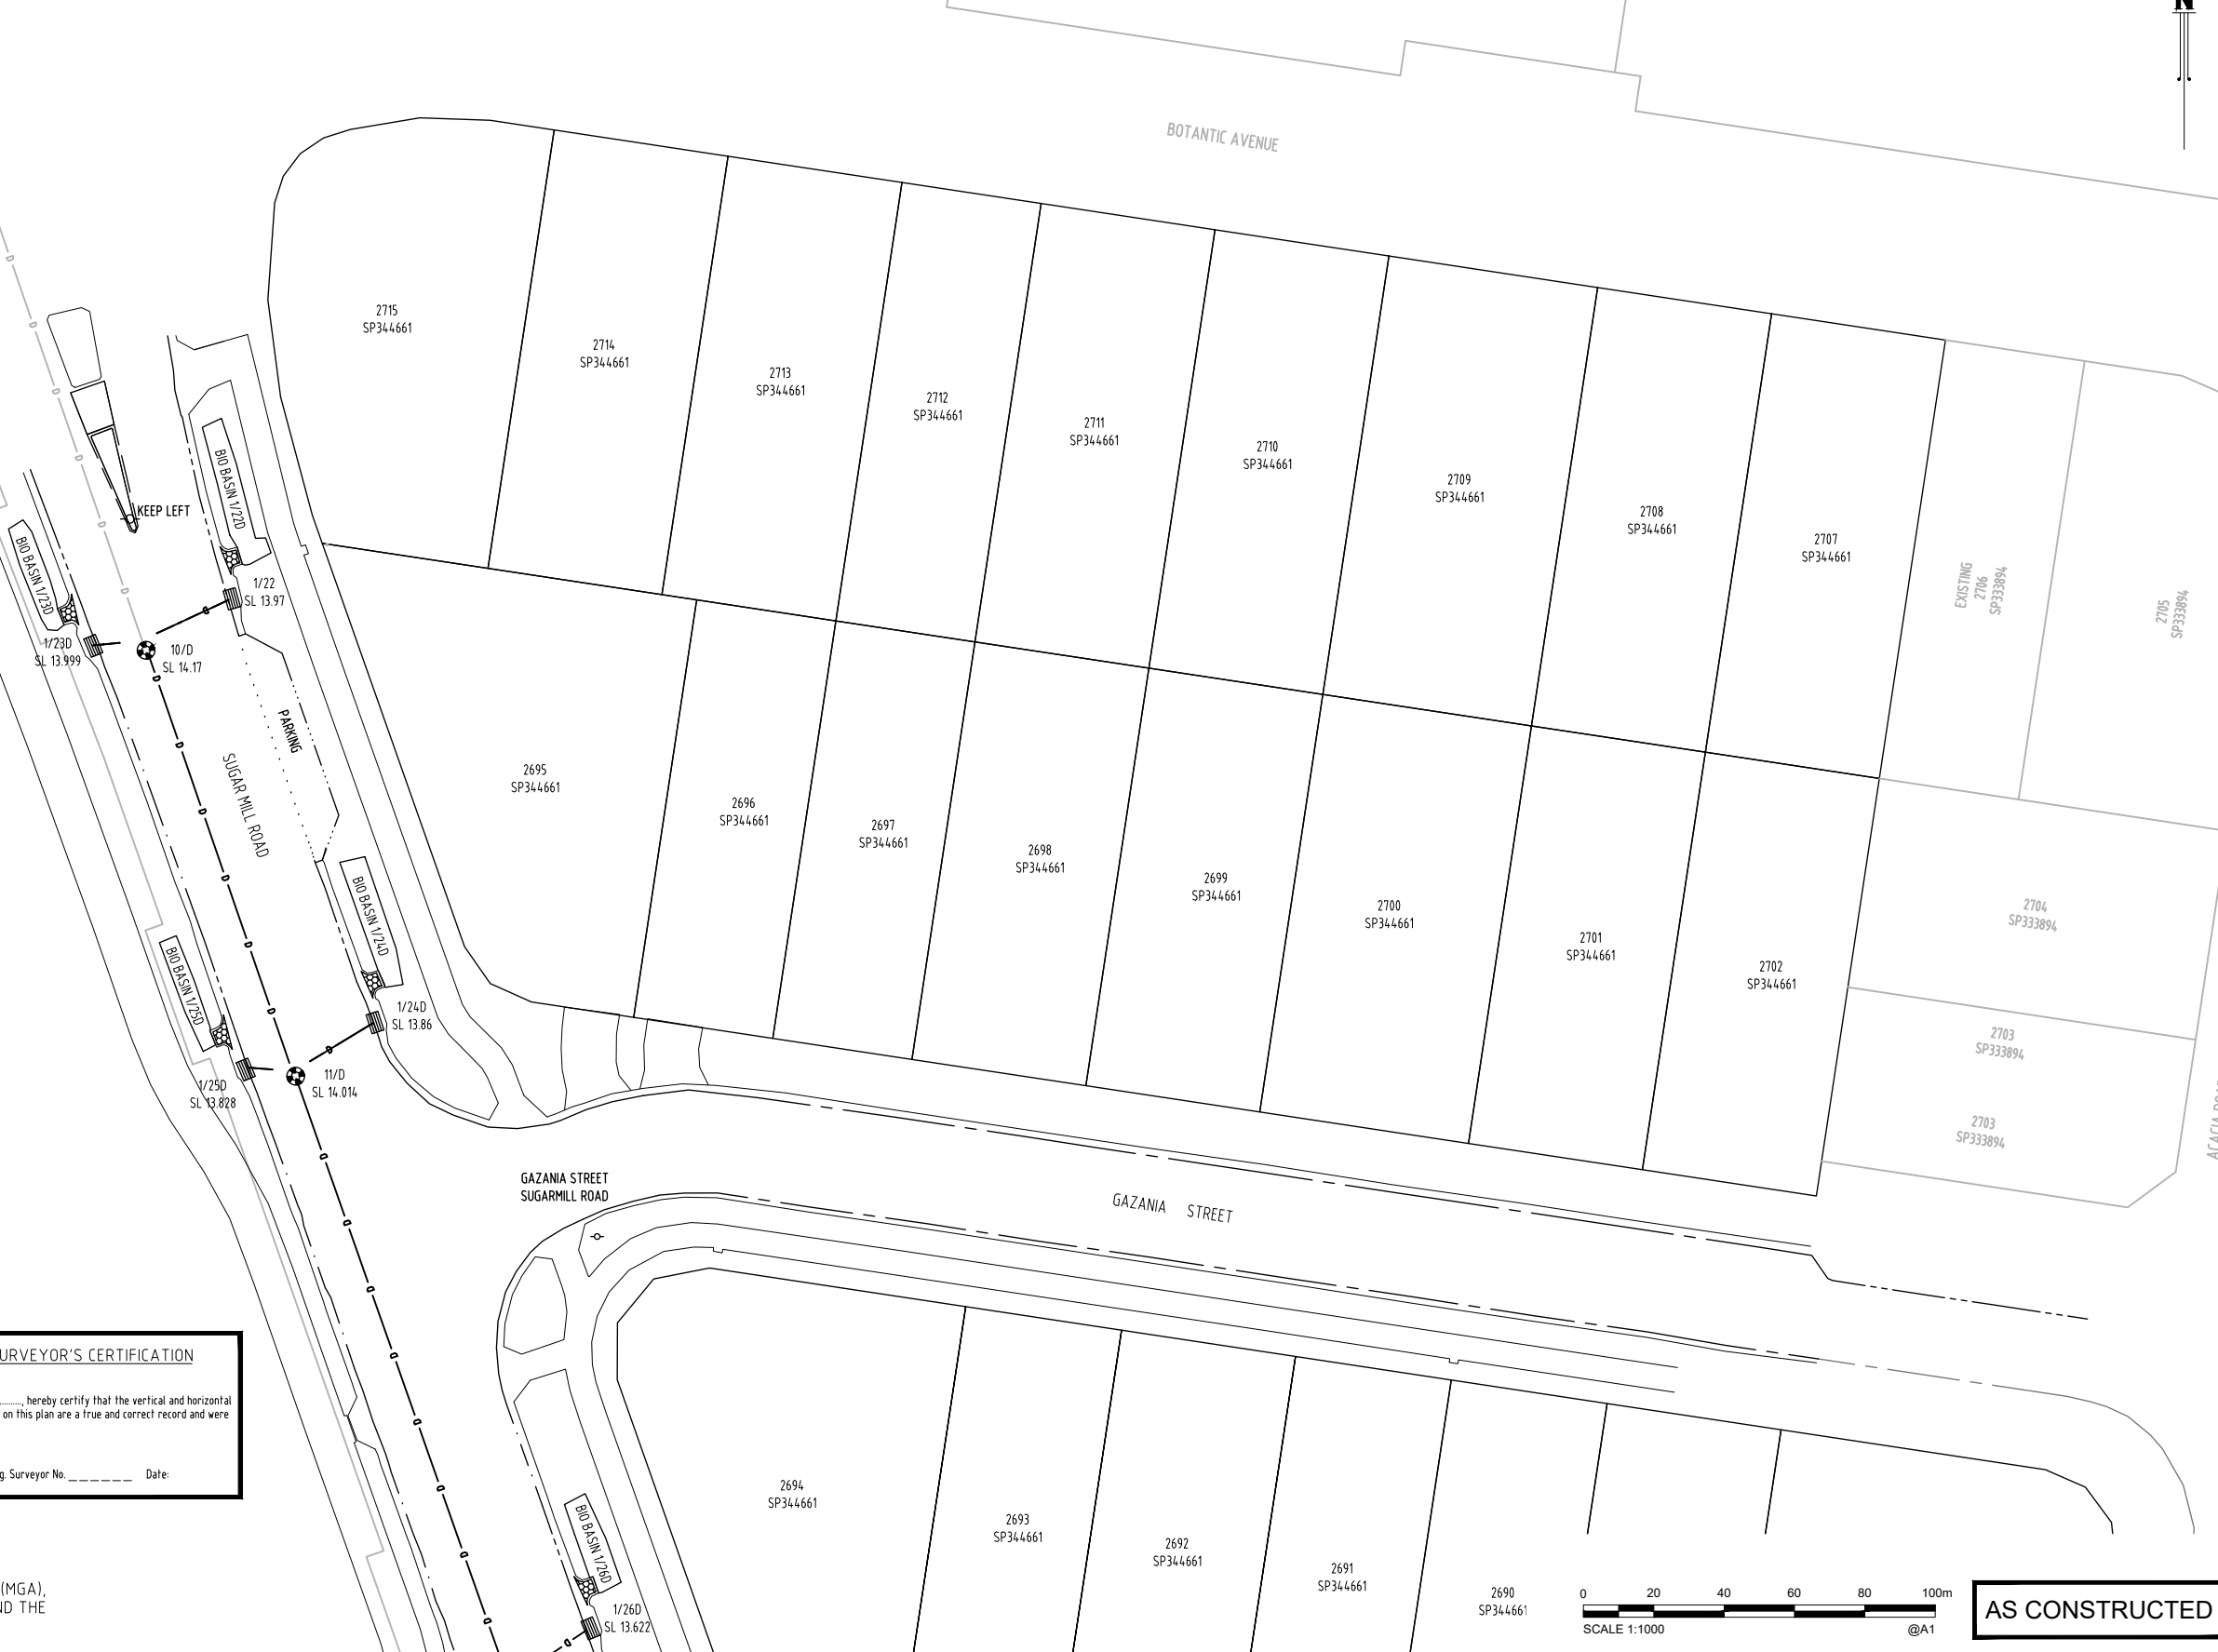 N
BOTANTIC AVENUE
2715
SP344661
2714
SP344661
2713
SP344661
2712
SP344661
2711
SP344661
2710
SP344661
2709
SP344661
2708
SP344661
2707
SP344661
EXISTING
2706
SP333894
2705
SP333894
BIO BASIN 1/22D
KEEP LEFT
BIO BASIN 1/23D
1/22
SL 13.97
1/23D
SL 13.999
10/D
SL 14.17
PARKING
SUGAR MILL ROAD
2695
SP344661
2696
SP344661
2697
SP344661
2698
SP344661
2699
SP344661
2700
SP344661
2701
SP344661
2702
SP344661
2704
SP333894
2703
SP333894
2703
SP333894
BIO BASIN 1/24D
BIO BASIN 1/25D
1/24D
SL 13.86
11/D
SL 14.014
1/25D
SL 13.828
GAZANIA STREET
SUGARMILL ROAD
GAZANIA STREET
URVEYOR'S CERTIFICATION
, hereby certify that the vertical and horizontal
on this plan are a true and correct record and were
g. Surveyor No. ______ Date:
2694
SP344661
2693
SP344661
2692
SP344661
2691
SP344661
2690
SP344661
BIO BASIN 1/26D
1/26D
SL 13.622
(MGA),
ND THE
0 20 40 60 80 100m
SCALE 1:1000 @A1
AS CONSTRUCTED